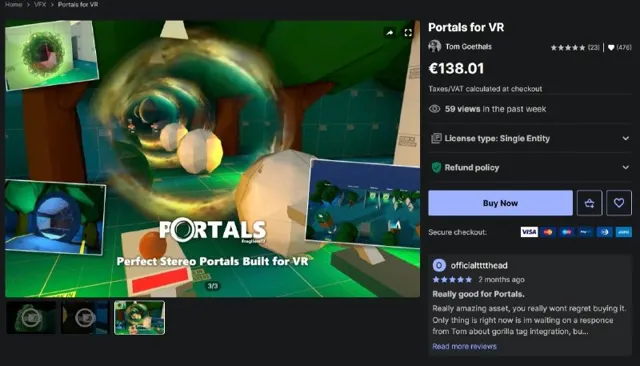 Home > VFX > Portals for VR
Portals for VR
Tom Goethals
(23) | (476)
€138.01
Taxes/VAT calculated at checkout
59 views in the past week
License type: Single Entity
Refund policy
Buy Now
Secure checkout:
VISA
PORTALS
Perfect Stereo Portals Built for VR
3/3
O officialtttthead
2 months ago
Really good for Portals.
Really amazing asset, you really wont regret buying it.
Only thing is right now is im waiting on a responce
from Tom about gorilla tag integration, bu...
Read more reviews